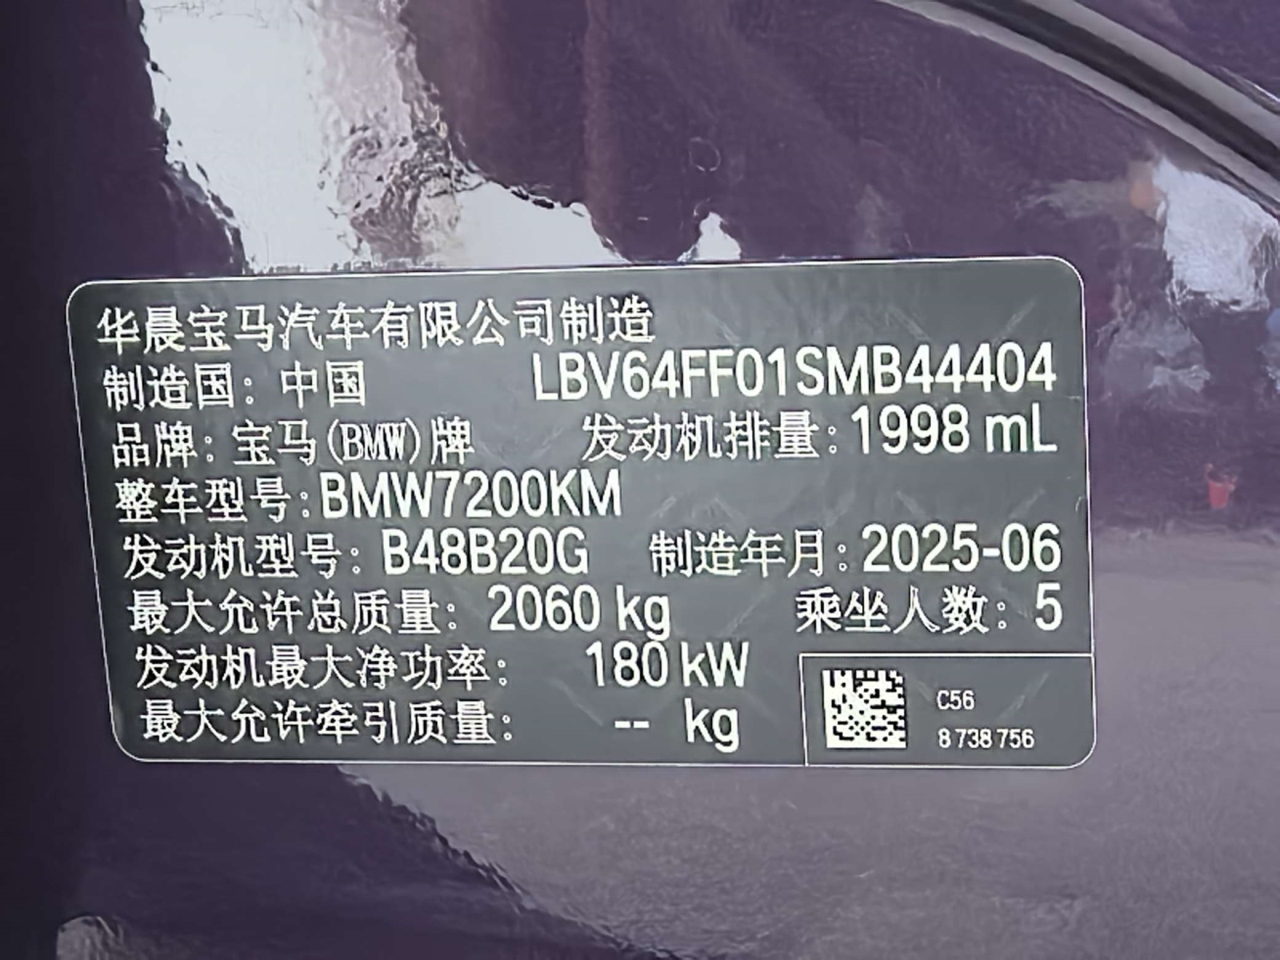 华晨宝马汽车有限公司制造
制造国：中国 LBV64FF01SMB44404
品牌：宝马(BMW)牌 发动机排量：1998 mL
整车型号：BMW7200KM
发动机型号：B48B20G 制造年月：2025-06
最大允许总质量：2060 kg 乘坐人数：5
发动机最大净功率：180 kW
最大允许牵引质量：-- kg
C56
8 738 756